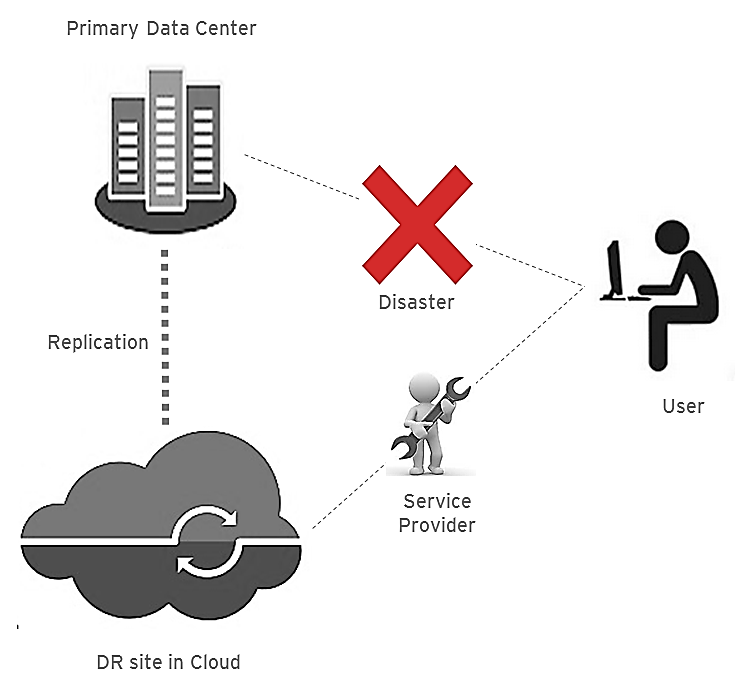 Primary Data Center
Disaster
Replication
User
Service
Provider
DR site in Cloud